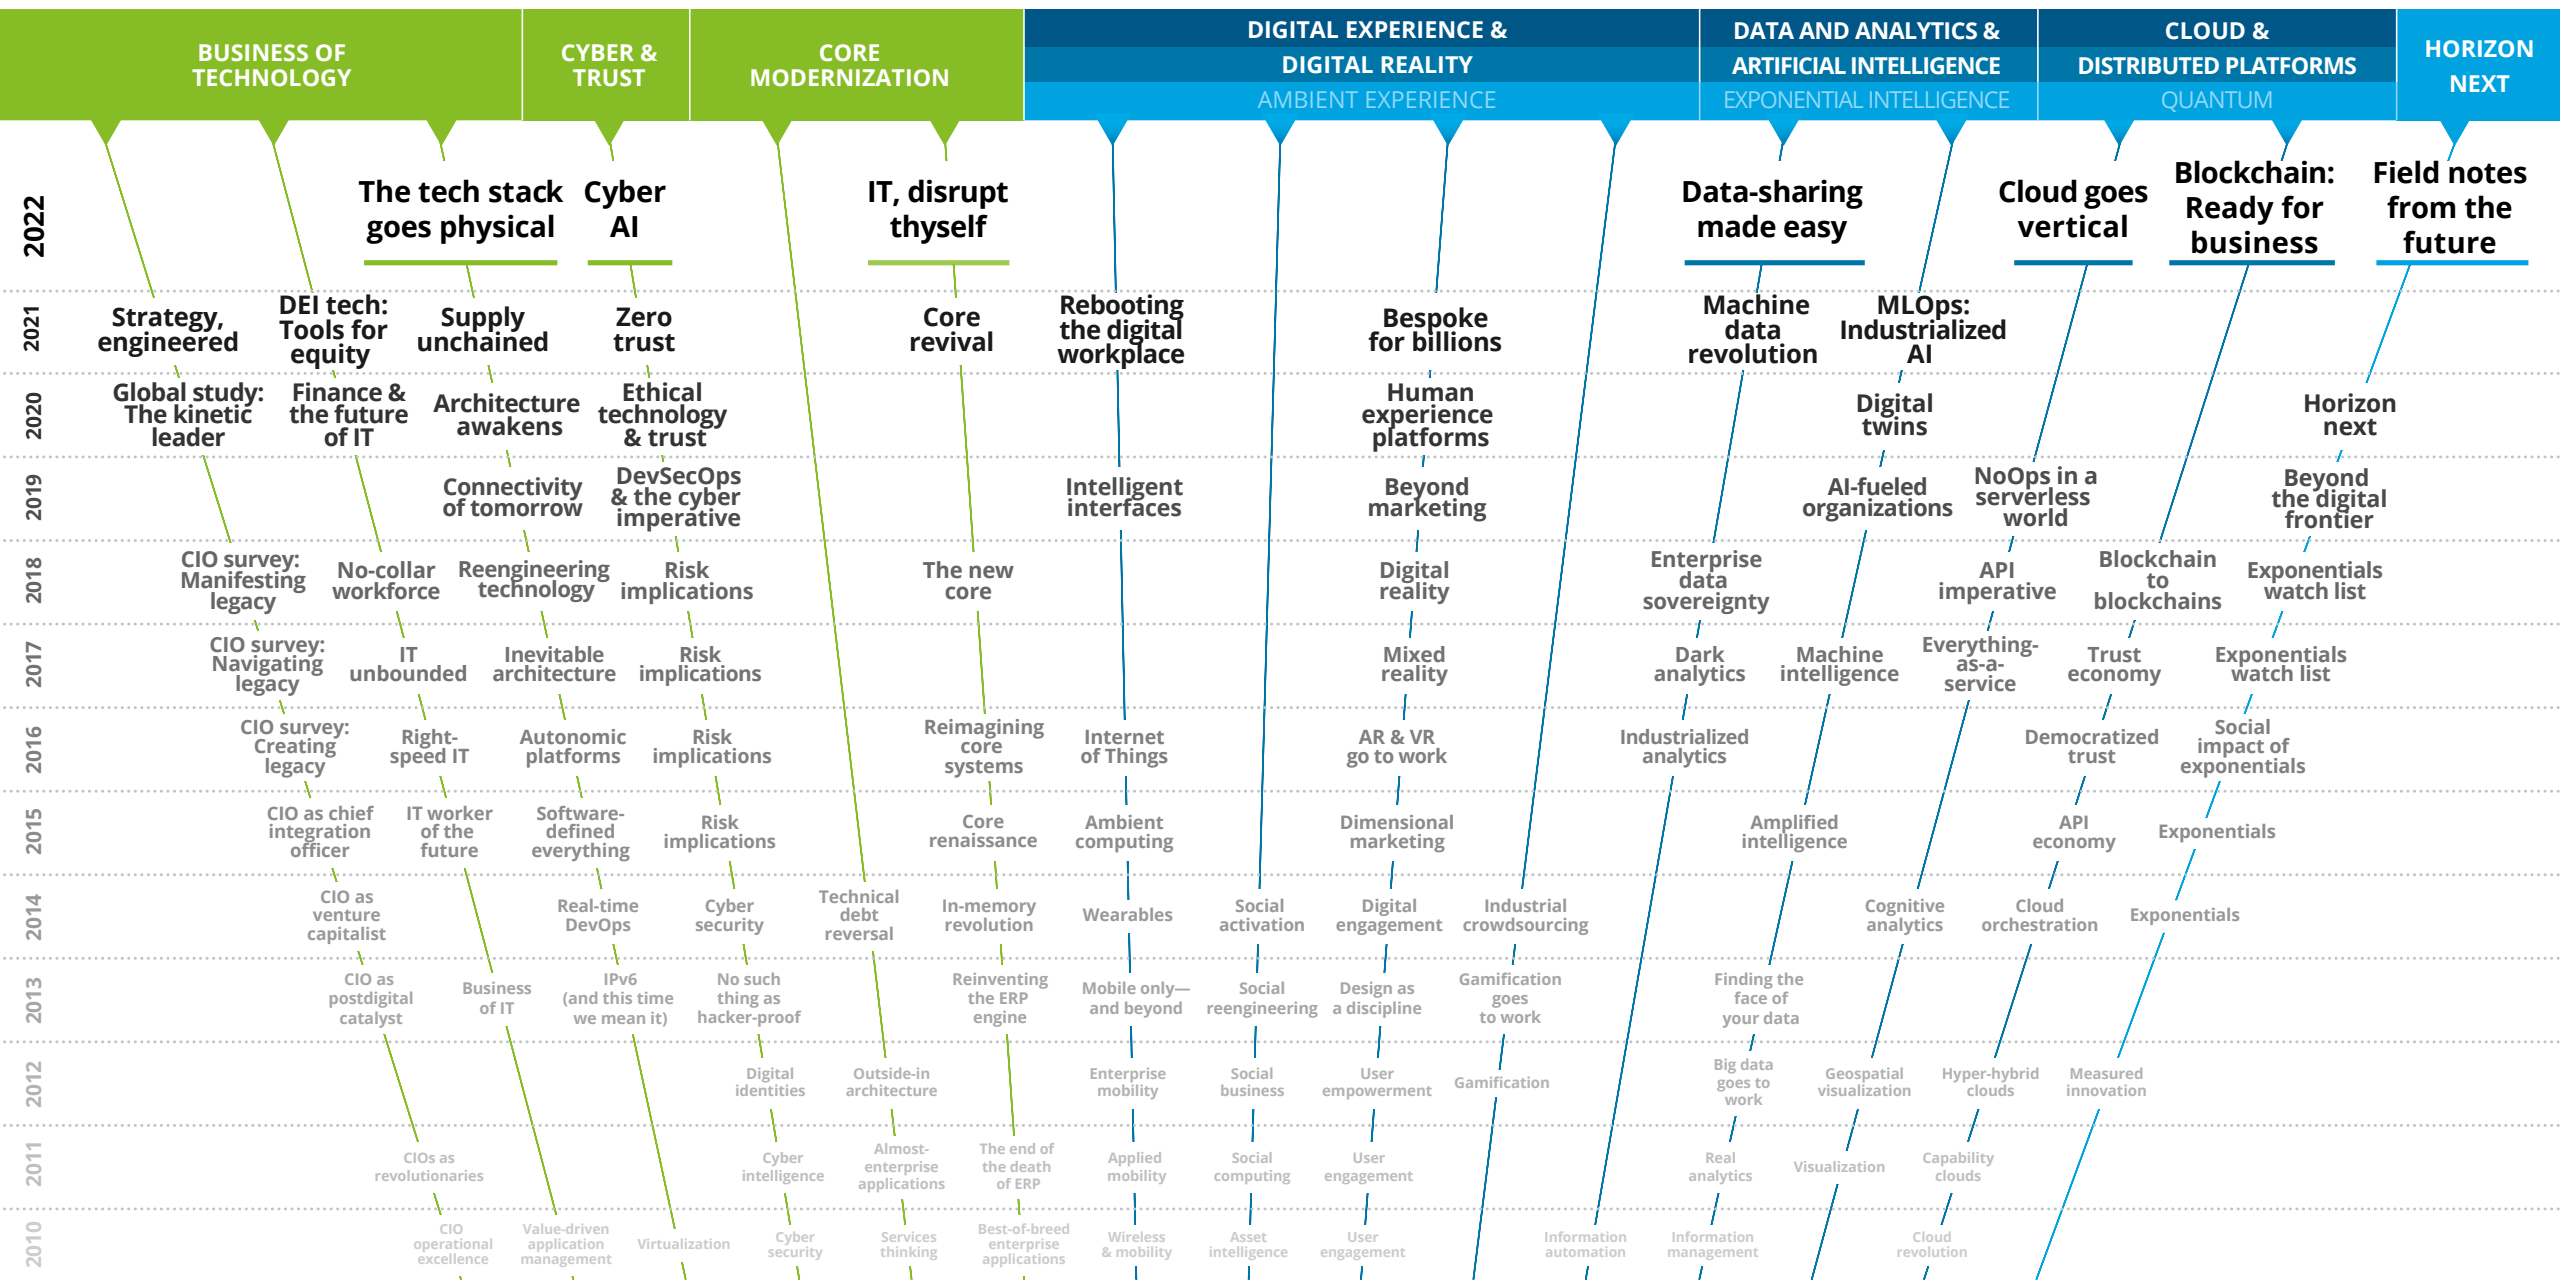 BUSINESS OF
TECHNOLOGY
CYBER &
TRUST
CORE
MODERNIZATION
DIGITAL EXPERIENCE &
DIGITAL REALITY
AMBIENT EXPERIENCE
DATA AND ANALYTICS &
ARTIFICIAL INTELLIGENCE
EXPONENTIAL INTELLIGENCE
CLOUD &
DISTRIBUTED PLATFORMS
QUANTUM
HORIZON
NEXT
2022
The tech stack
goes physical
Cyber
AI
IT, disrupt
thyself
Data-sharing
made easy
Cloud goes
vertical
Blockchain:
Ready for
business
Field notes
from the
future
2021
Strategy,
engineered
DEI tech:
Tools for
equity
Supply
unchained
Zero
trust
Core
revival
Rebooting
the digital
workplace
Bespoke
for billions
Machine
data
revolution
MLOps:
Industrialized
AI
2020
Global study:
The kinetic
leader
Finance &
the future
of IT
Architecture
awakens
Ethical
technology
& trust
Human
experience
platforms
Digital
twins
Horizon
next
2019
Connectivity
of tomorrow
DevSecOps
& the cyber
imperative
Intelligent
interfaces
Beyond
marketing
AI-fueled
organizations
NoOps in a
serverless
world
Beyond
the digital
frontier
2018
CIO survey:
Manifesting
legacy
No-collar
workforce
Reengineering
technology
Risk
implications
The new
core
Digital
reality
Enterprise
data
sovereignty
API
imperative
Blockchain
to
blockchains
Exponentials
watch list
2017
CIO survey:
Navigating
legacy
IT
unbounded
Inevitable
architecture
Risk
implications
Mixed
reality
Dark
analytics
Machine
intelligence
Everything-
as-a-
service
Trust
economy
Exponentials
watch list
2016
CIO survey:
Creating
legacy
Right-
speed IT
Autonomic
platforms
Risk
implications
Reimagining
core
systems
Internet
of Things
AR & VR
go to work
Industrialized
analytics
Democratized
trust
Social
impact of
exponentials
2015
CIO as chief
integration
officer
IT worker
of the
future
Software-
defined
everything
Risk
implications
Core
renaissance
Ambient
computing
Dimensional
marketing
Amplified
intelligence
API
economy
Exponentials
2014
CIO as
venture
capitalist
Real-time
DevOps
Cyber
security
Technical
debt
reversal
In-memory
revolution
Wearables
Social
activation
Digital
engagement
Industrial
crowdsourcing
Cognitive
analytics
Cloud
orchestration
Exponentials
2013
CIO as
postdigital
catalyst
Business
of IT
IPv6
(and this time
we mean it)
No such
thing as
hacker-proof
Reinventing
the ERP
engine
Mobile only—
and beyond
Social
reengineering
Design as
a discipline
Gamification
goes
to work
Finding the
face of
your data
2012
Digital
identities
Outside-in
architecture
Enterprise
mobility
Social
business
User
empowerment
Gamification
Big data
goes to
work
Geospatial
visualization
Hyper-hybrid
clouds
Measured
innovation
2011
CIOs as
revolutionaries
Cyber
intelligence
Almost-
enterprise
applications
The end of
the death
of ERP
Applied
mobility
Social
computing
User
engagement
Real
analytics
Visualization
Capability
clouds
2010
CIO
operational
excellence
Value-driven
application
management
Virtualization
Cyber
security
Services
thinking
Best-of-breed
enterprise
applications
Wireless
& mobility
Asset
intelligence
User
engagement
Information
automation
Information
management
Cloud
revolution